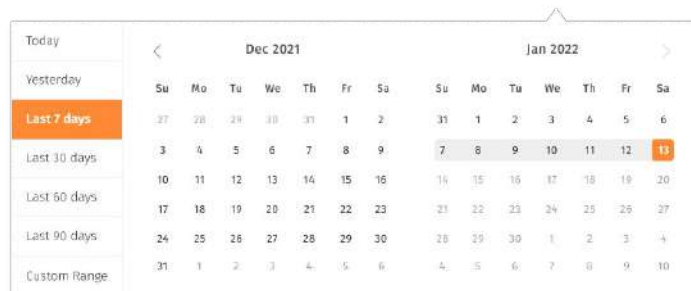 Today
Yesterday
Last 7 days
Last 30 days
Last 60 days
Last 90 days
Custom Range
Dec 2021
Su Mo Tu We Th Fr Sa
27 28 29 30 31 1 2
3 4 5 6 7 8 9
10 11 12 13 14 15 16
17 18 19 20 21 22 23
24 25 26 27 28 29 30
31 1 2 3 4 5 6
Jan 2022
Su Mo Tu We Th Fr Sa
31 1 2 3 4 5 6
7 8 9 10 11 12 13
14 15 16 17 18 19 20
21 22 23 24 25 26 27
28 29 30 1 2 3 4
4 5 6 7 8 9 10